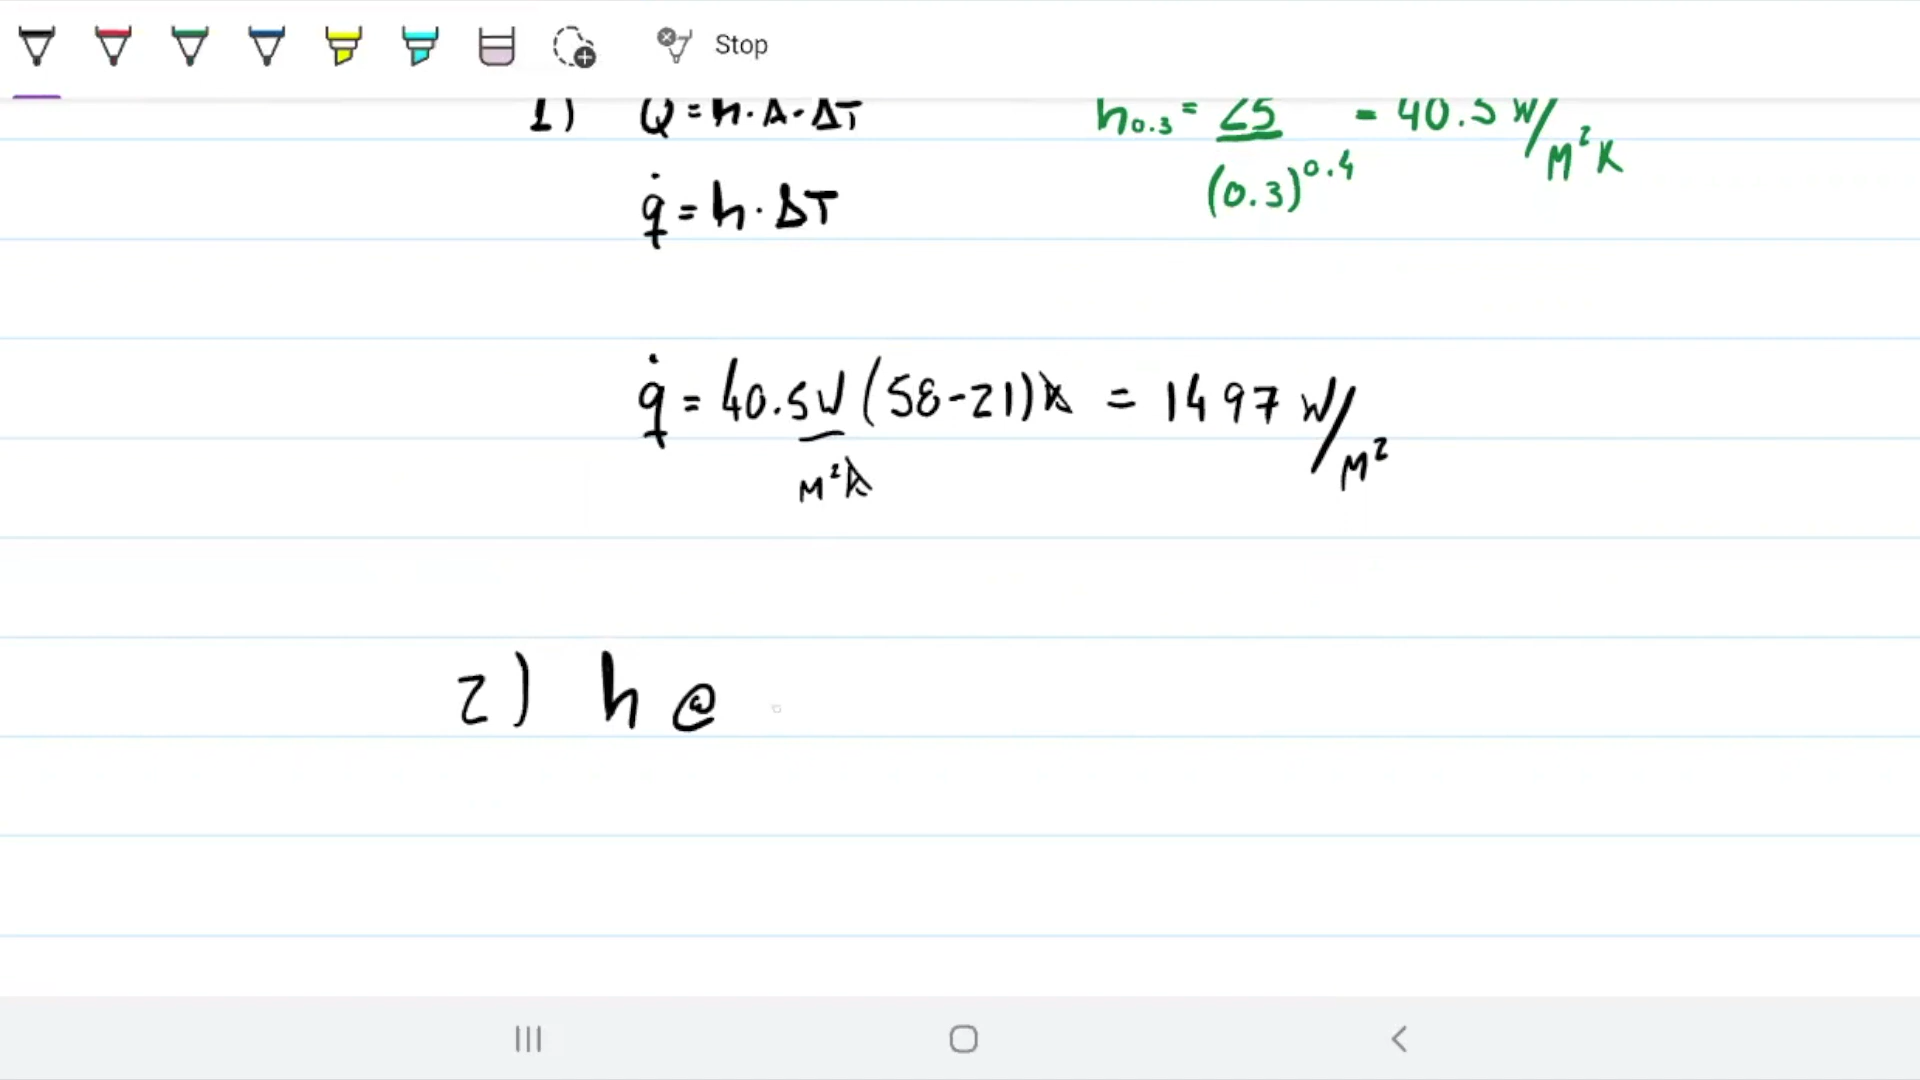 Stop
1) Q = h · A · ΔT
h0.3 = 25 = 40.5 W/m²K
(0.3)^0.4
q̇ = h · ΔT
q̇ = 40.5 W (58-21)K = 1497 W/m²
m²K
2) h @